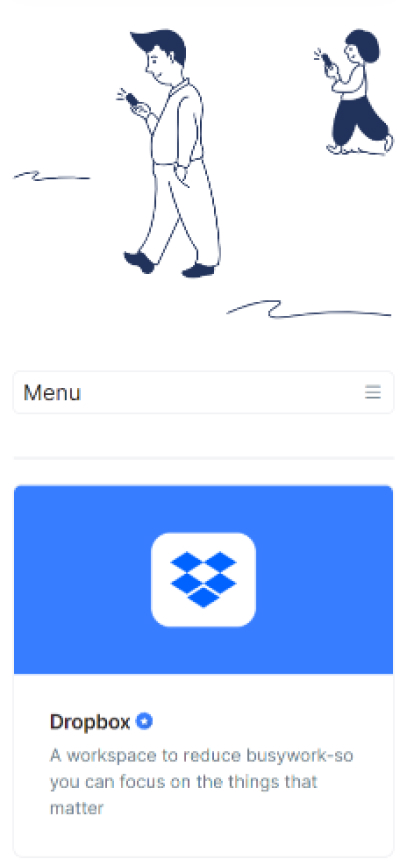 Menu
Dropbox
A workspace to reduce busywork-so
you can focus on the things that
matter